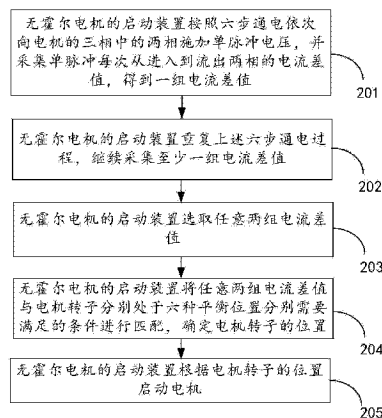 无霍尔电机的启动装置按照六步通电依次
向电机的三相中的两相施加单脉冲电压，并
采集单脉冲每次从进入到流出两相的电流差
值，得到一组电流差值
201
无霍尔电机的启动装置重复上述六步通电过
程，继续采集至少一组电流差值
202
无霍尔电机的启动装置选取任意两组电流差
值
203
无霍尔电机的启动装置将任意两组电流差值
与电机转子分别处于六种平衡位置分别需要
满足的条件进行匹配，确定电机转子的位置
204
无霍尔电机的启动装置根据电机转子的位置
启动电机
205